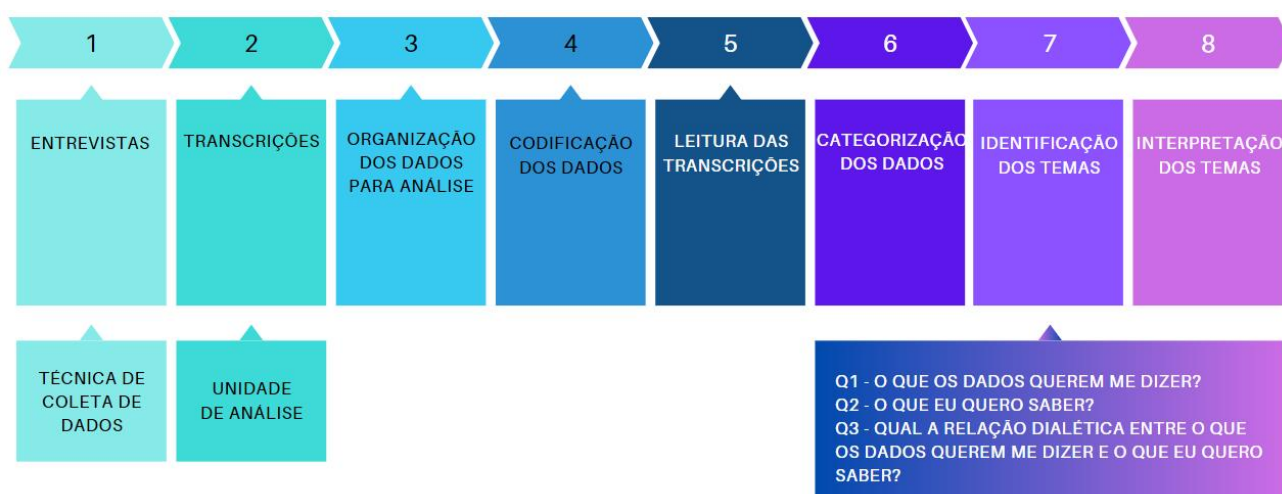 1
2
3
4
5
6
7
8
ENTREVISTAS
TRANSCRIÇÕES
ORGANIZAÇÃO
DOS DADOS
PARA ANÁLISE
CODIFICAÇÃO
DOS DADOS
LEITURA DAS
TRANSCRIÇÕES
CATEGORIZAÇÃO
DOS DADOS
IDENTIFICAÇÃO
DOS TEMAS
INTERPRETAÇÃO
DOS TEMAS
TÉCNICA DE
COLETA DE
DADOS
UNIDADE
DE ANÁLISE
Q1 - O QUE OS DADOS QUEREM ME DIZER?
Q2 - O QUE EU QUERO SABER?
Q3 - QUAL A RELAÇÃO DIALÉTICA ENTRE O QUE
OS DADOS QUEREM ME DIZER E O QUE EU QUERO
SABER?